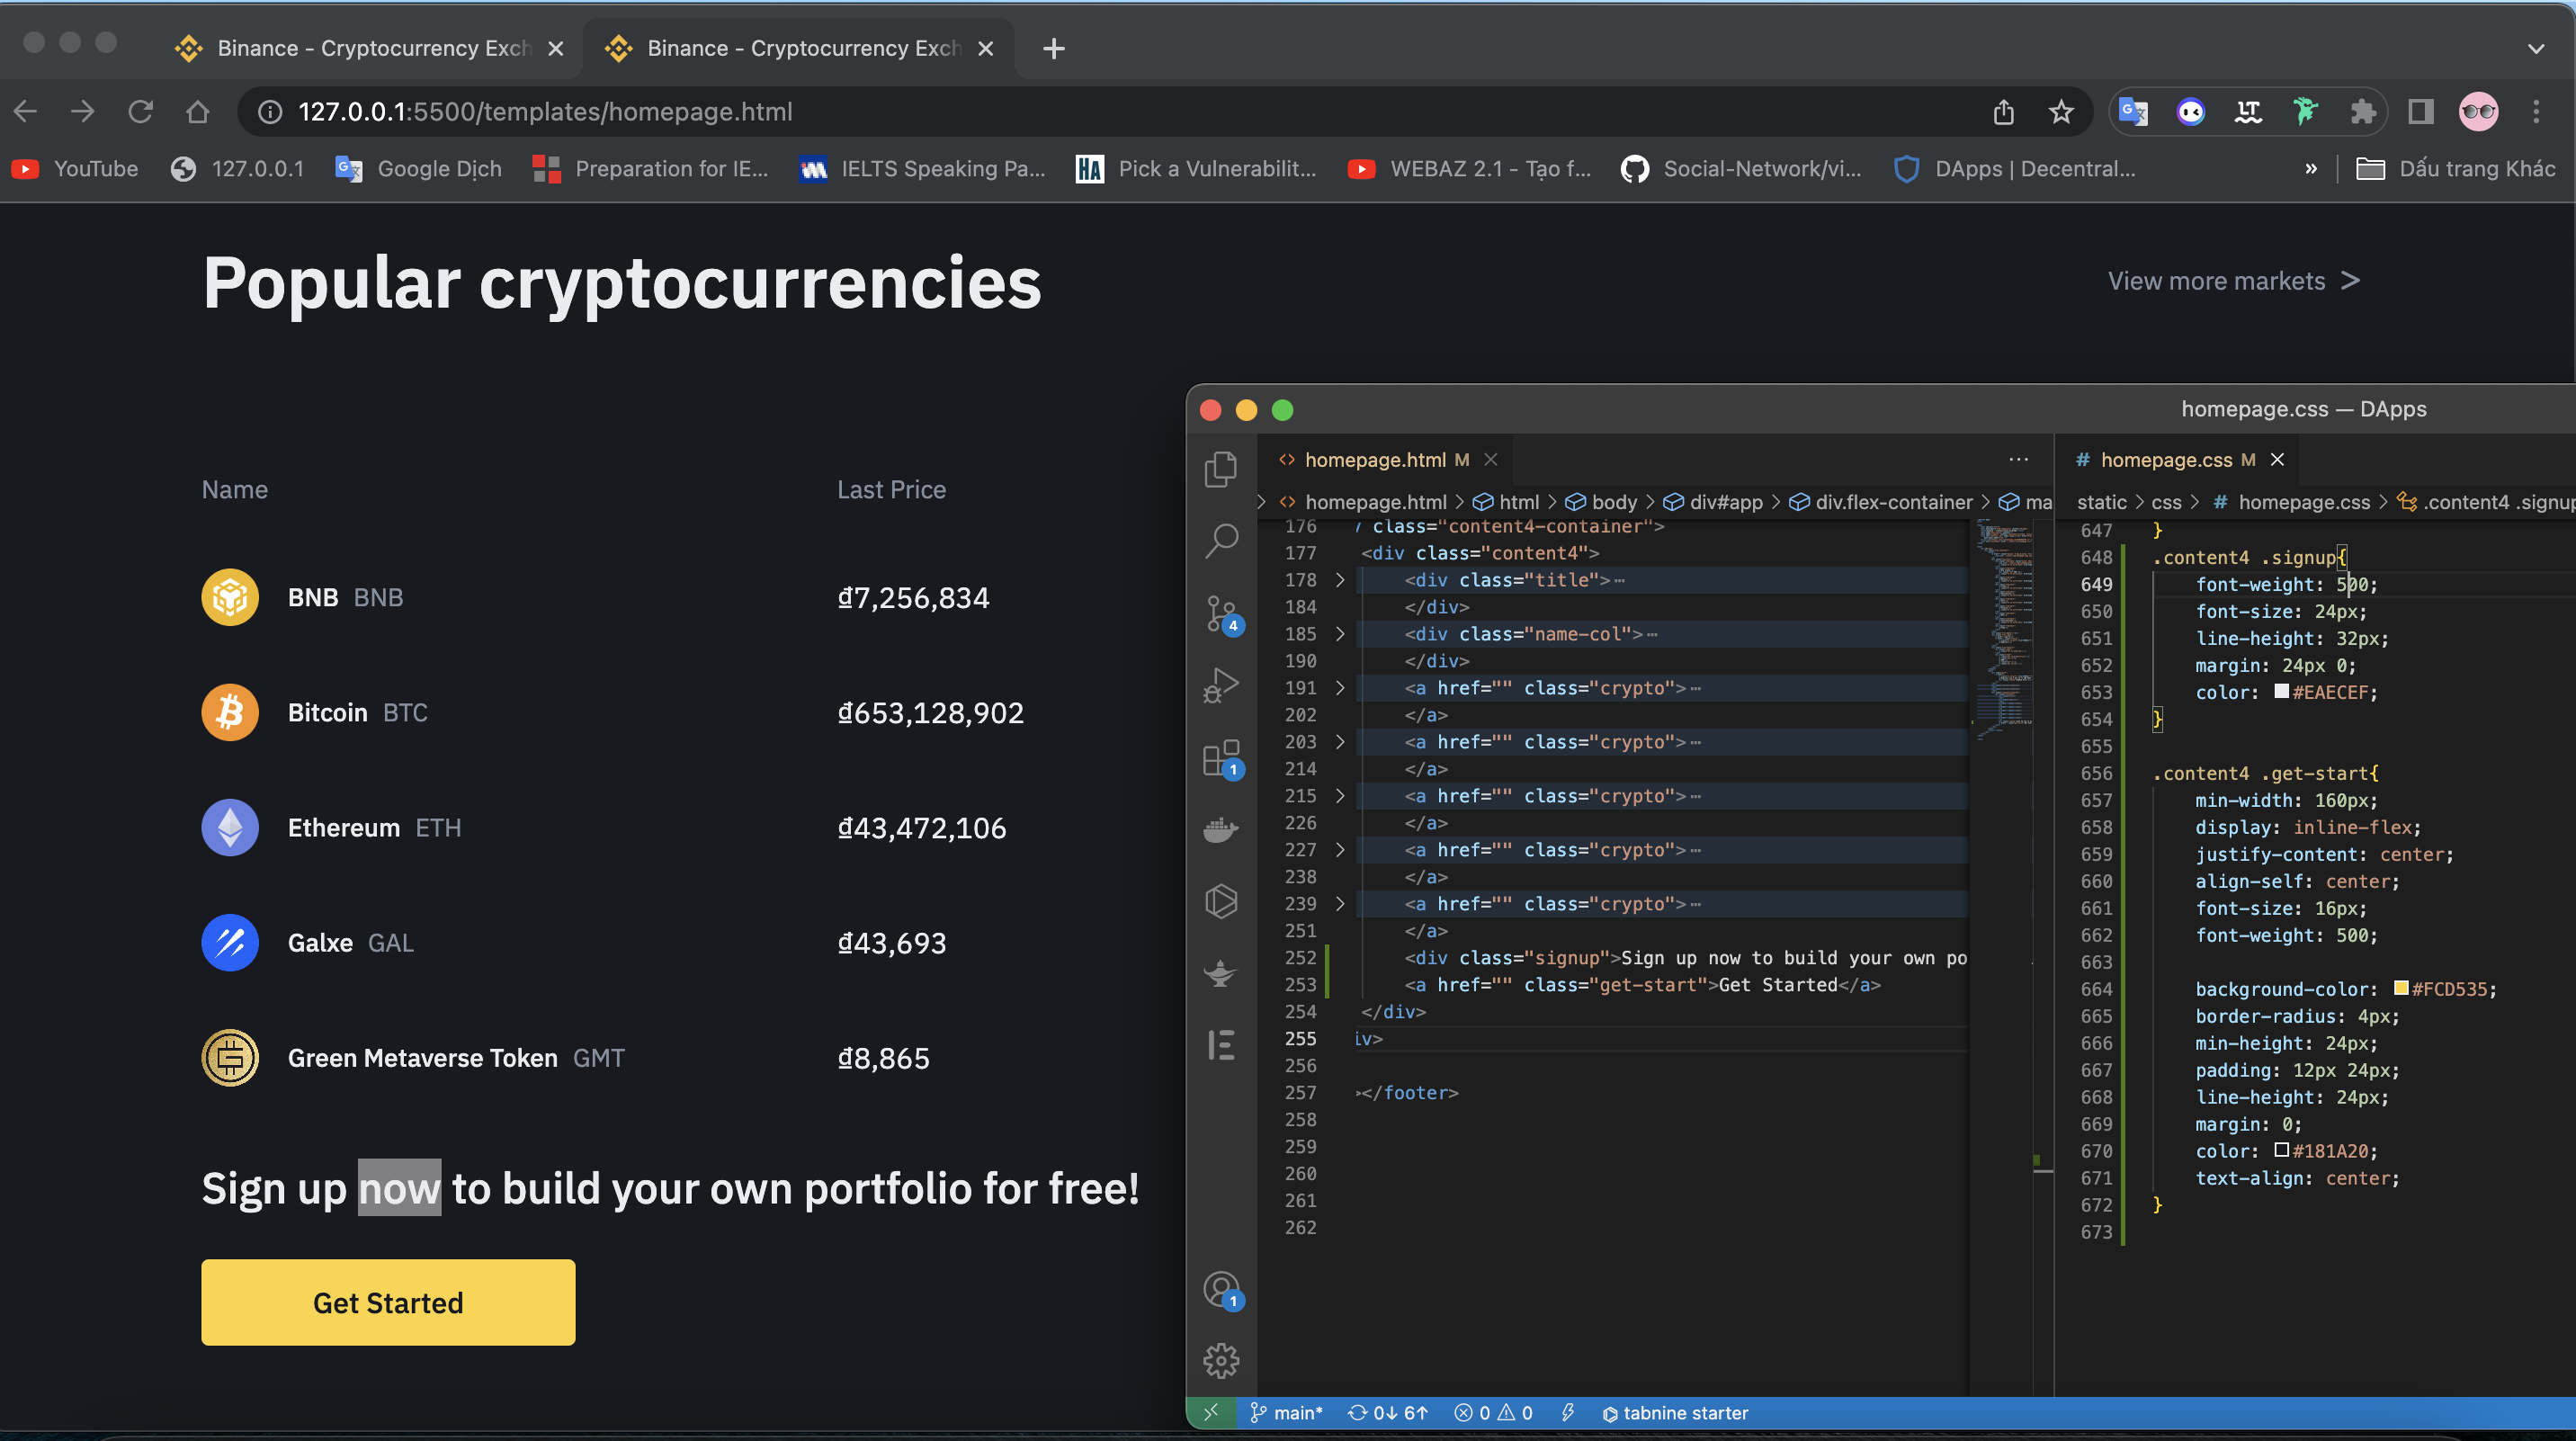 Binance - Cryptocurrency Exch
Binance - Cryptocurrency Exch
127.0.0.1:5500/templates/homepage.html
YouTube
127.0.0.1
Google Dịch
Preparation for IE...
IELTS Speaking Pa...
HA Pick a Vulnerabilit...
WEBAZ 2.1 - Tạo f...
Social-Network/vi...
DApps | Decentral...
»
Dấu trang Khác
Popular cryptocurrencies
View more markets >
Name Last Price
BNB BNB ₫7,256,834
Bitcoin BTC ₫653,128,902
Ethereum ETH ₫43,472,106
Galxe GAL ₫43,693
Green Metaverse Token GMT ₫8,865
Sign up now to build your own portfolio for free!
Get Started
homepage.css — DApps
homepage.html M
homepage.html > html > body > div#app > div.flex-container > ma
176 class="content4-container">
177 <div class="content4">
178 <div class="title">⋯
184 </div>
185 <div class="name-col">⋯
190 </div>
191 <a href="" class="crypto">⋯
202 </a>
203 <a href="" class="crypto">⋯
214 </a>
215 <a href="" class="crypto">⋯
226 </a>
227 <a href="" class="crypto">⋯
238 </a>
239 <a href="" class="crypto">⋯
251 </a>
252 <div class="signup">Sign up now to build your own po
253 <a href="" class="get-start">Get Started</a>
254 </div>
255 iv>
256
257 ></footer>
258
259
260
261
262
# homepage.css M
static > css > # homepage.css > .content4 .signup
647 }
648 .content4 .signup{
649 font-weight: 500;
650 font-size: 24px;
651 line-height: 32px;
652 margin: 24px 0;
653 color: #EAECEF;
654 }
655
656 .content4 .get-start{
657 min-width: 160px;
658 display: inline-flex;
659 justify-content: center;
660 align-self: center;
661 font-size: 16px;
662 font-weight: 500;
663
664 background-color: #FCD535;
665 border-radius: 4px;
666 min-height: 24px;
667 padding: 12px 24px;
668 line-height: 24px;
669 margin: 0;
670 color: #181A20;
671 text-align: center;
672 }
673
4
1
1
main* 0↓ 6↑ 0 0 tabnine starter